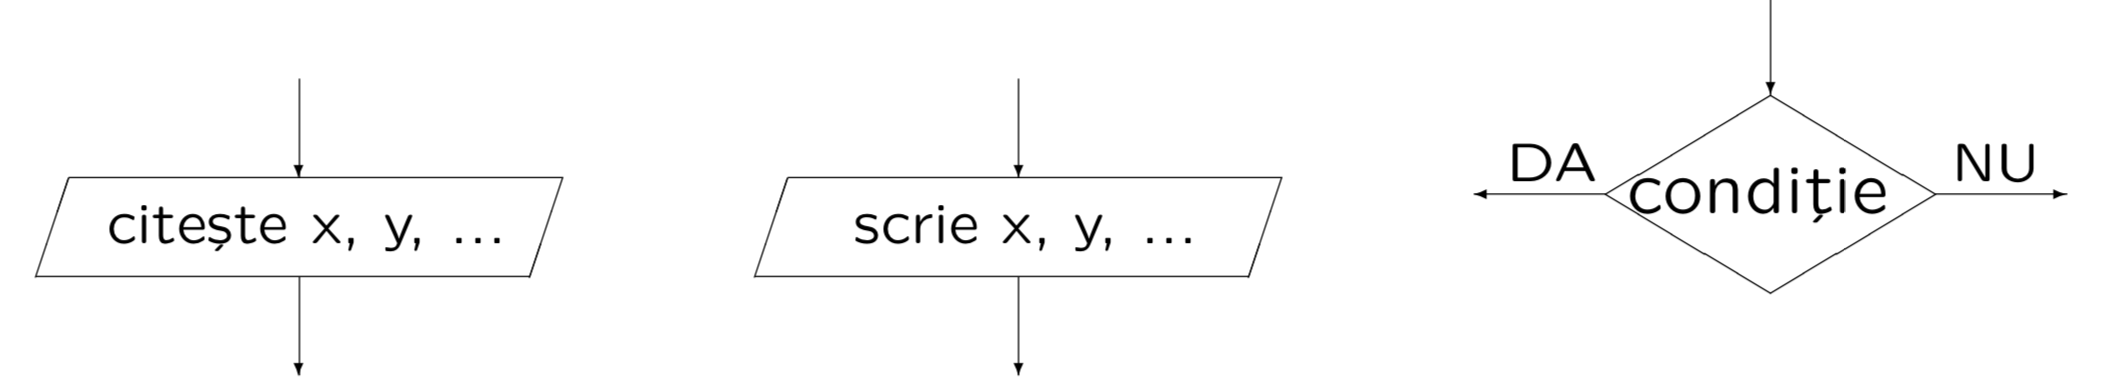 citește x, y, ...
scrie x, y, ...
DA
condiție
NU